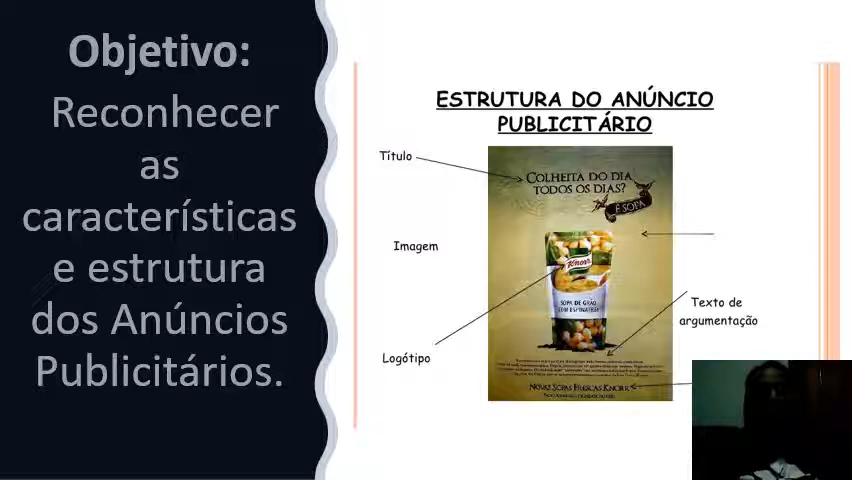 Objetivo:
Reconhecer
as
características
e estrutura
dos Anúncios
Publicitários.
ESTRUTURA DO ANÚNCIO
PUBLICITÁRIO
Título
COLHEITA DO DIA
TODOS OS DIAS?
É SOPA
Imagem
Knorr
SOPA DE GRÃO
COM ESPINAFRES
Texto de
argumentação
Logótipo
NOVAS SOPAS FRESCAS KNORR